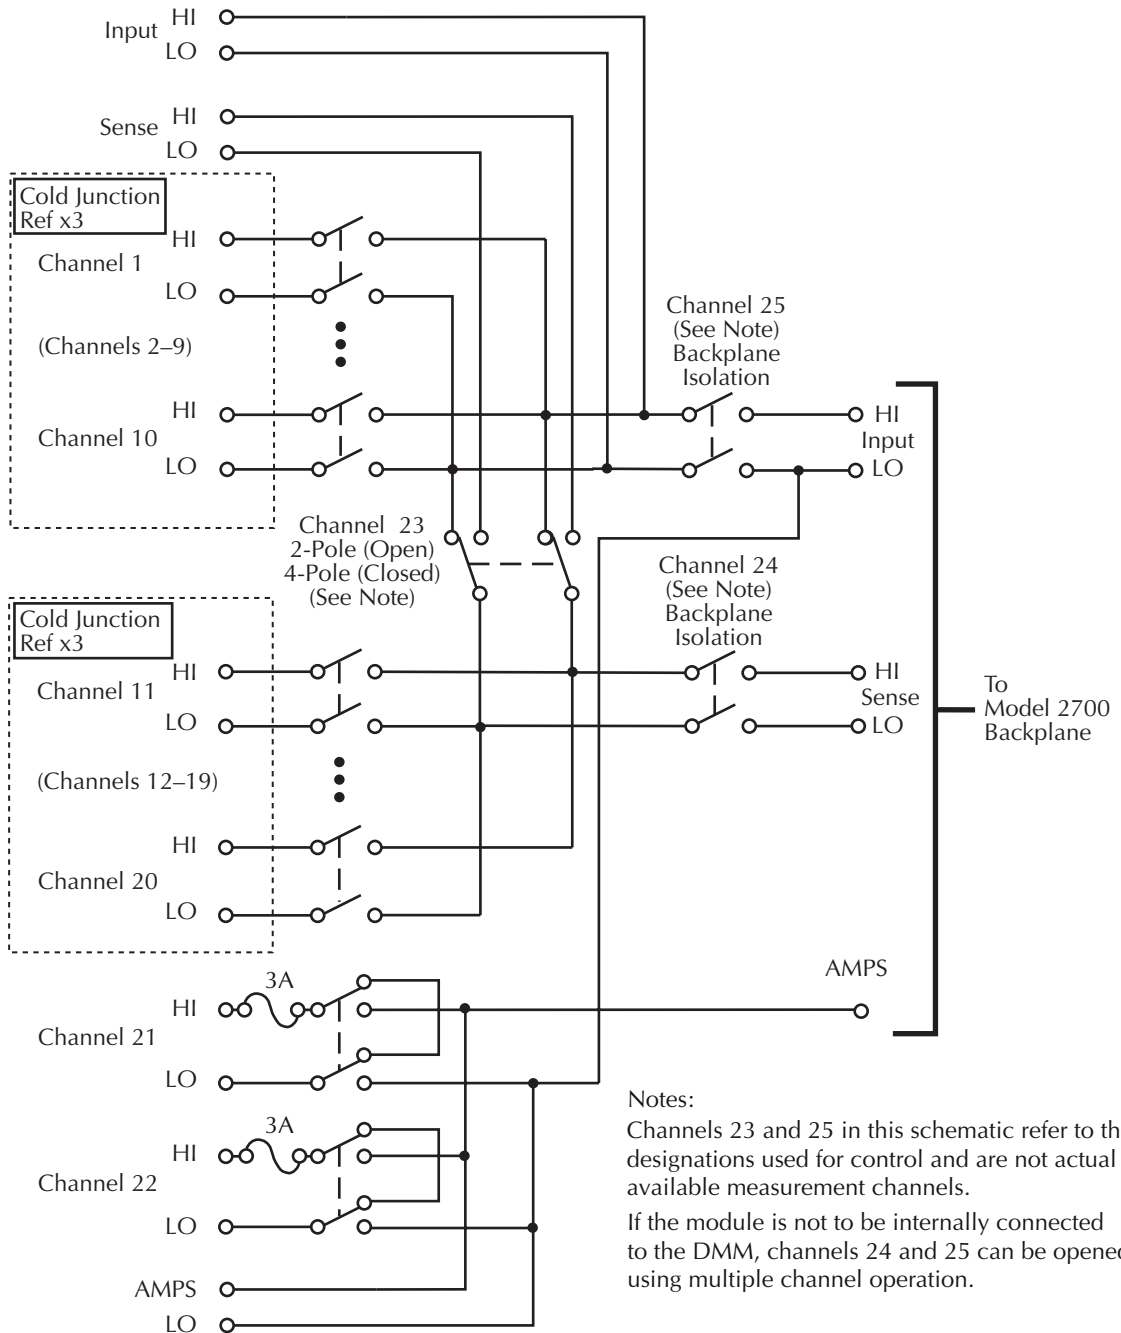 Input HI
LO
Sense HI
LO
Cold Junction
Ref x3
HI
Channel 1
LO
(Channels 2–9)
HI
Channel 10
LO
Channel 25
(See Note)
Backplane
Isolation
HI
Input
LO
Channel 23
2-Pole (Open)
4-Pole (Closed)
(See Note)
Channel 24
(See Note)
Backplane
Isolation
Cold Junction
Ref x3
HI
Channel 11
LO
(Channels 12–19)
HI
Channel 20
LO
HI
Sense
LO
To
Model 2700
Backplane
AMPS
3A
HI
Channel 21
LO
3A
HI
Channel 22
LO
AMPS
LO
Notes:
Channels 23 and 25 in this schematic refer to th
designations used for control and are not actual
available measurement channels.
If the module is not to be internally connected
to the DMM, channels 24 and 25 can be opened
using multiple channel operation.